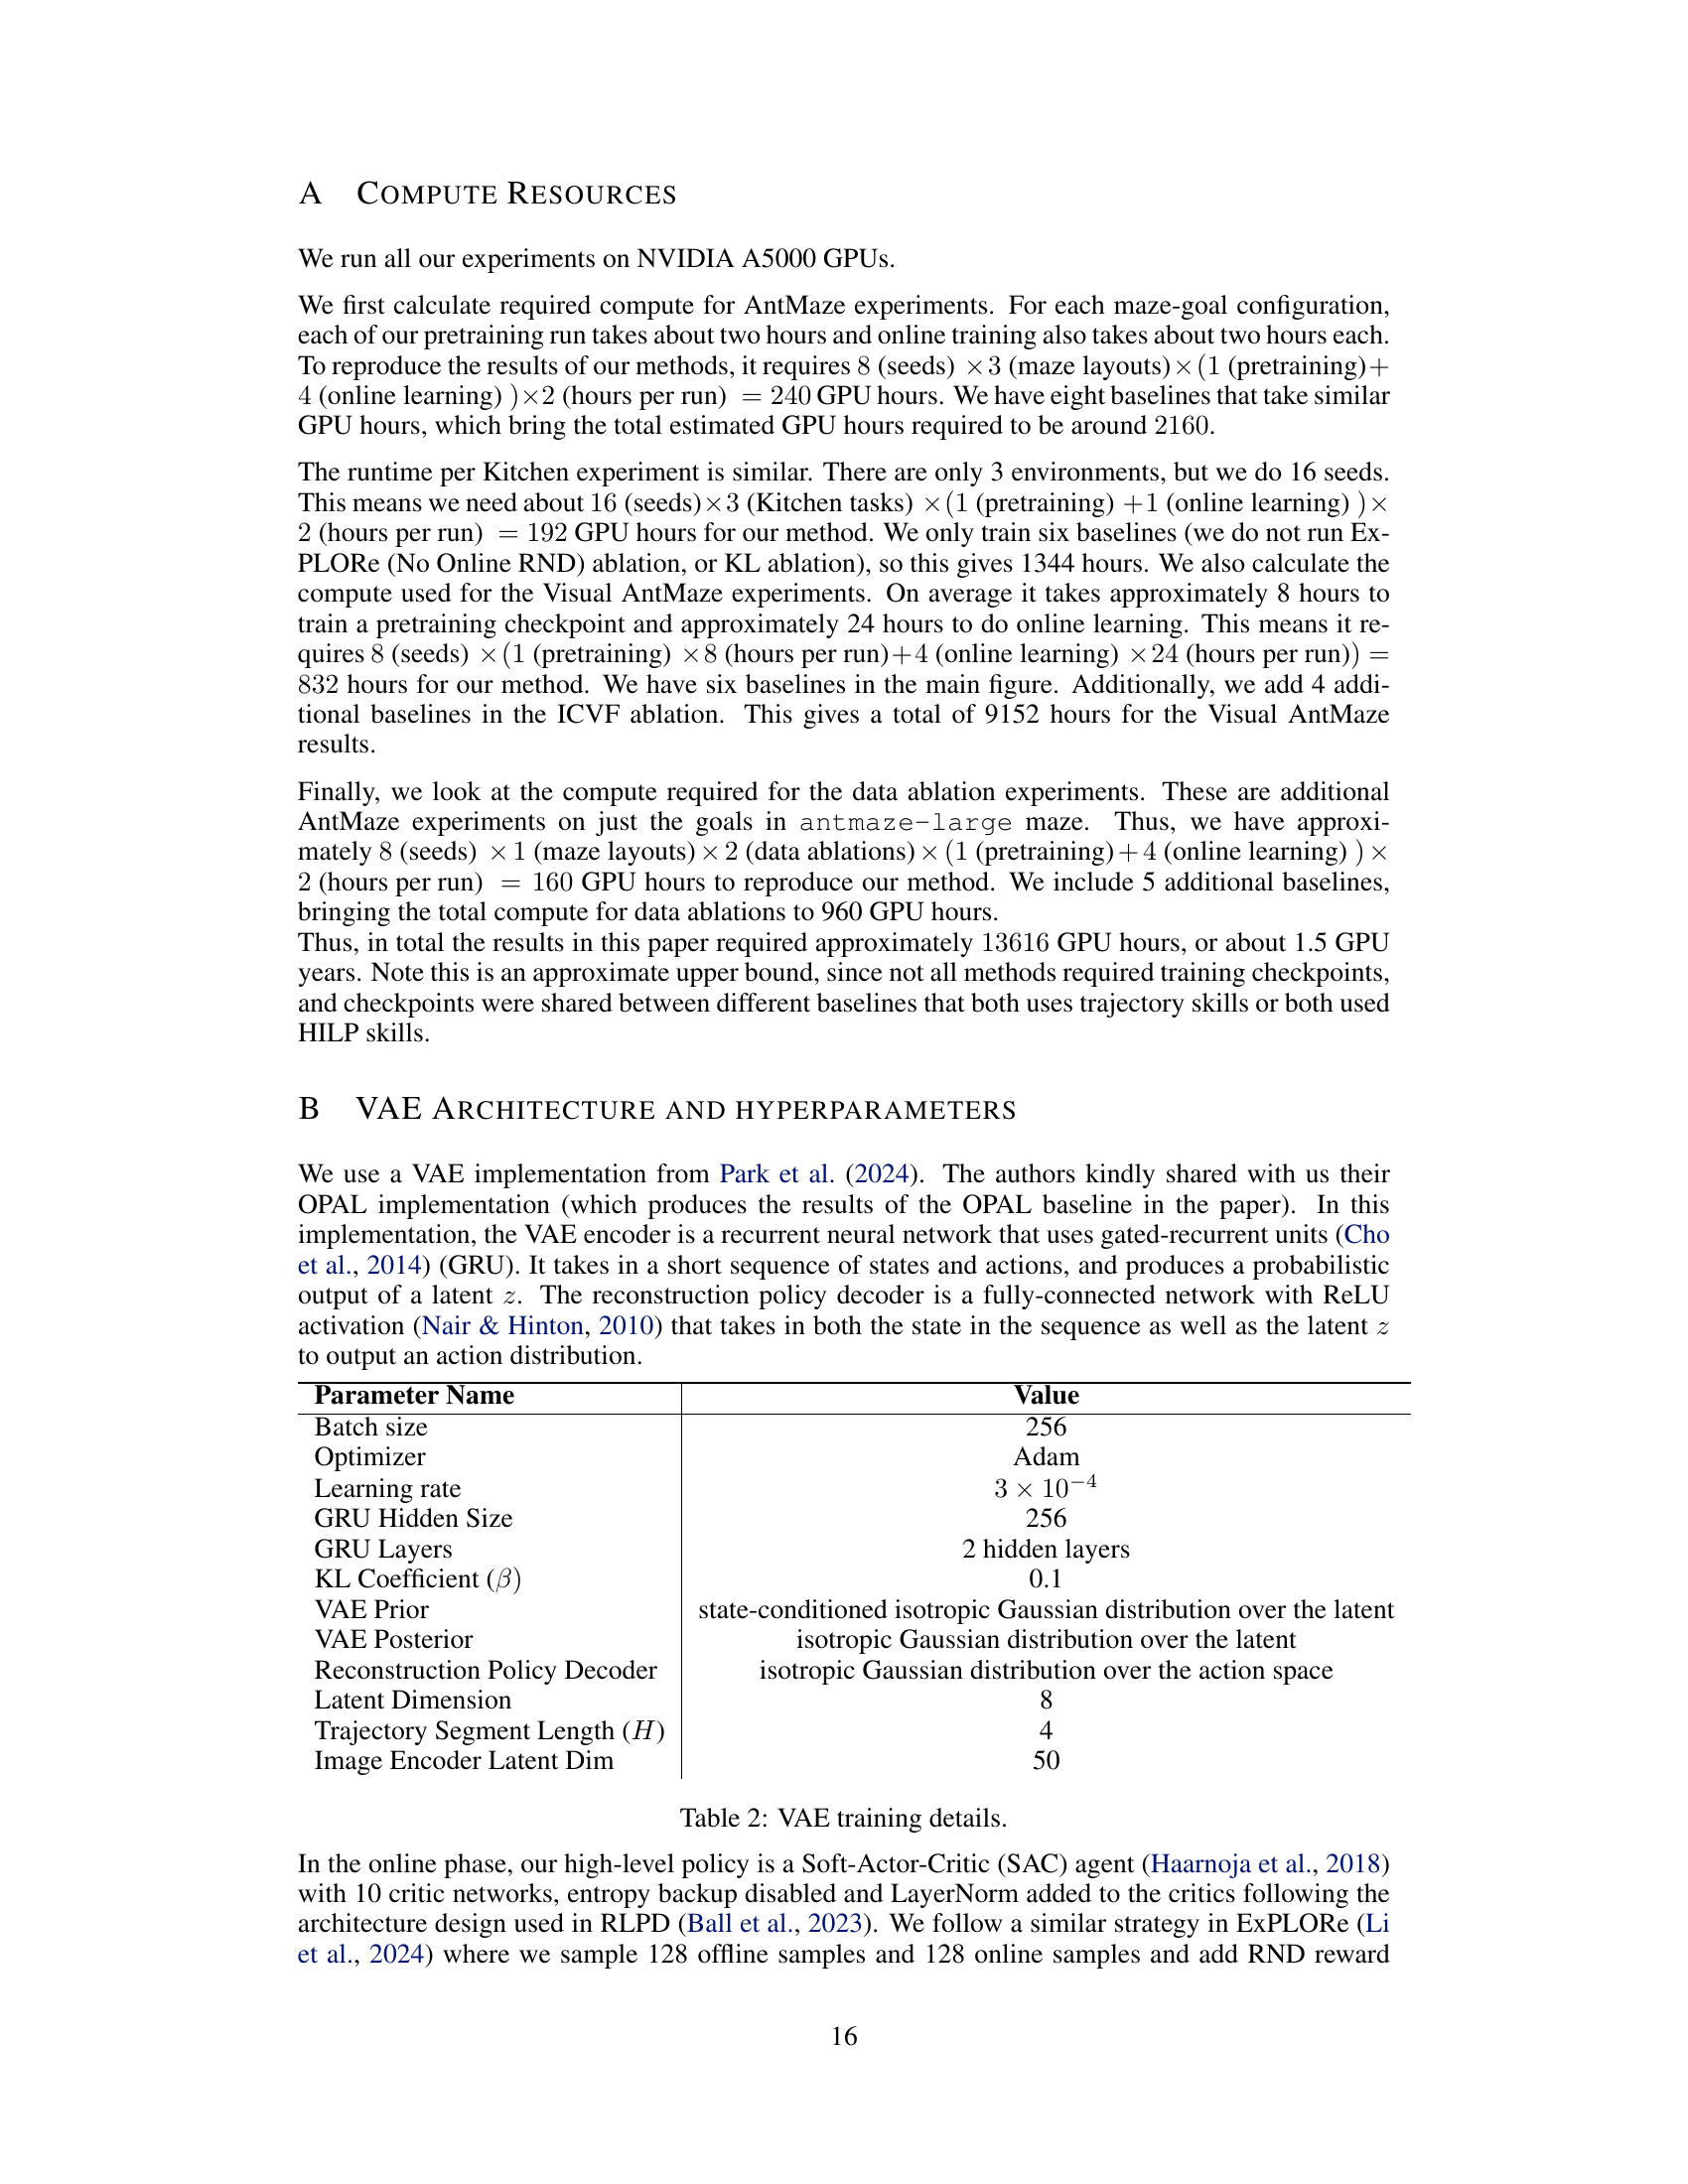 A COMPUTE RESOURCES
We run all our experiments on NVIDIA A5000 GPUs.
We first calculate required compute for AntMaze experiments. For each maze-goal configuration,
each of our pretraining run takes about two hours and online training also takes about two hours each.
To reproduce the results of our methods, it requires 8 (seeds) ×3 (maze layouts)×(1 (pretraining)+
4 (online learning) )×2 (hours per run) = 240 GPU hours. We have eight baselines that take similar
GPU hours, which bring the total estimated GPU hours required to be around 2160.
The runtime per Kitchen experiment is similar. There are only 3 environments, but we do 16 seeds.
This means we need about 16 (seeds)×3 (Kitchen tasks) ×(1 (pretraining) +1 (online learning) )×
2 (hours per run) = 192 GPU hours for our method. We only train six baselines (we do not run Ex-
PLORe (No Online RND) ablation, or KL ablation), so this gives 1344 hours. We also calculate the
compute used for the Visual AntMaze experiments. On average it takes approximately 8 hours to
train a pretraining checkpoint and approximately 24 hours to do online learning. This means it re-
quires 8 (seeds) ×(1 (pretraining) ×8 (hours per run)+4 (online learning) ×24 (hours per run)) =
832 hours for our method. We have six baselines in the main figure. Additionally, we add 4 addi-
tional baselines in the ICVF ablation. This gives a total of 9152 hours for the Visual AntMaze
results.
Finally, we look at the compute required for the data ablation experiments. These are additional
AntMaze experiments on just the goals in antmaze-large maze. Thus, we have approxi-
mately 8 (seeds) ×1 (maze layouts)×2 (data ablations)×(1 (pretraining)+4 (online learning) )×
2 (hours per run) = 160 GPU hours to reproduce our method. We include 5 additional baselines,
bringing the total compute for data ablations to 960 GPU hours.
Thus, in total the results in this paper required approximately 13616 GPU hours, or about 1.5 GPU
years. Note this is an approximate upper bound, since not all methods required training checkpoints,
and checkpoints were shared between different baselines that both uses trajectory skills or both used
HILP skills.
B VAE ARCHITECTURE AND HYPERPARAMETERS
We use a VAE implementation from Park et al. (2024). The authors kindly shared with us their
OPAL implementation (which produces the results of the OPAL baseline in the paper). In this
implementation, the VAE encoder is a recurrent neural network that uses gated-recurrent units (Cho
et al., 2014) (GRU). It takes in a short sequence of states and actions, and produces a probabilistic
output of a latent z. The reconstruction policy decoder is a fully-connected network with ReLU
activation (Nair & Hinton, 2010) that takes in both the state in the sequence as well as the latent z
to output an action distribution.
Parameter Name Value
Batch size 256
Optimizer Adam
Learning rate 3 × 10⁻⁴
GRU Hidden Size 256
GRU Layers 2 hidden layers
KL Coefficient (β) 0.1
VAE Prior state-conditioned isotropic Gaussian distribution over the latent
VAE Posterior isotropic Gaussian distribution over the latent
Reconstruction Policy Decoder isotropic Gaussian distribution over the action space
Latent Dimension 8
Trajectory Segment Length (H) 4
Image Encoder Latent Dim 50
Table 2: VAE training details.
In the online phase, our high-level policy is a Soft-Actor-Critic (SAC) agent (Haarnoja et al., 2018)
with 10 critic networks, entropy backup disabled and LayerNorm added to the critics following the
architecture design used in RLPD (Ball et al., 2023). We follow a similar strategy in ExPLORe (Li
et al., 2024) where we sample 128 offline samples and 128 online samples and add RND reward
16